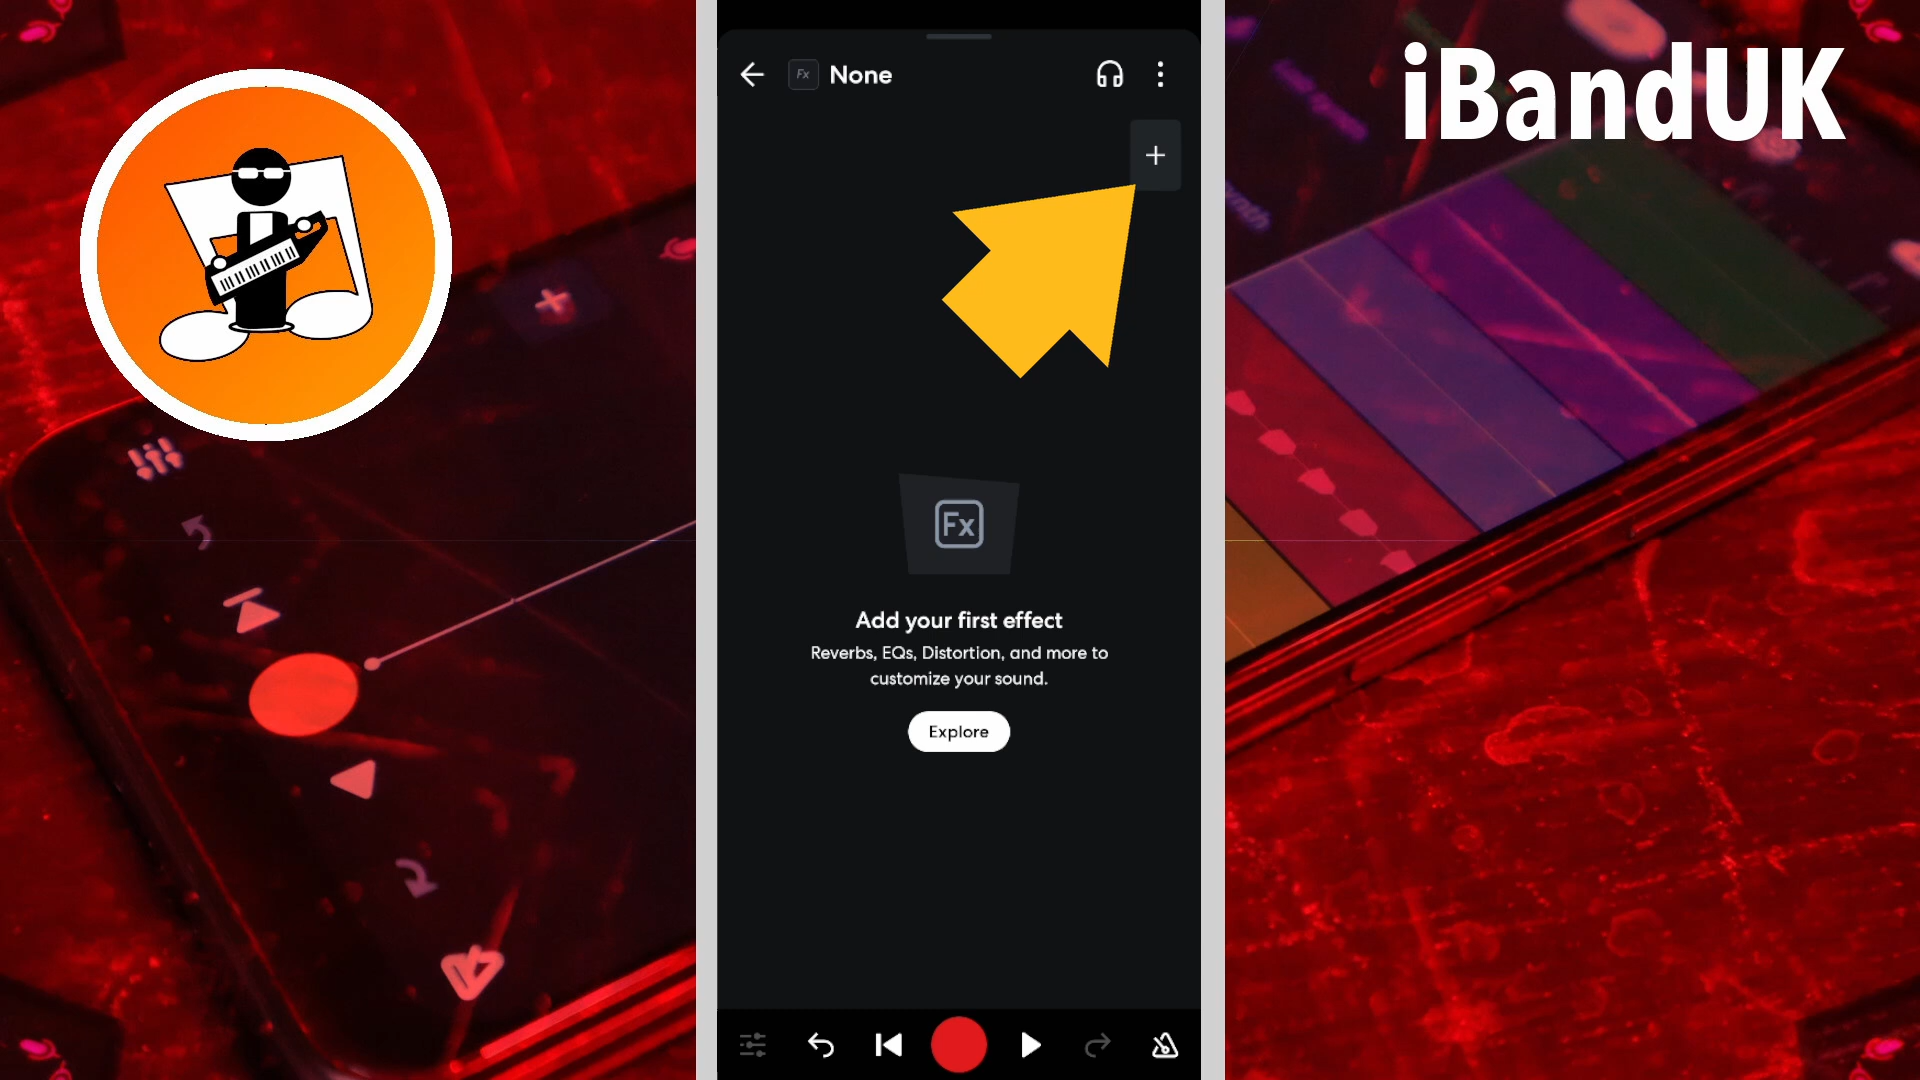 iBandUK
Fx None
Fx
Add your first effect
Reverbs, EQs, Distortion, and more to
customize your sound.
Explore